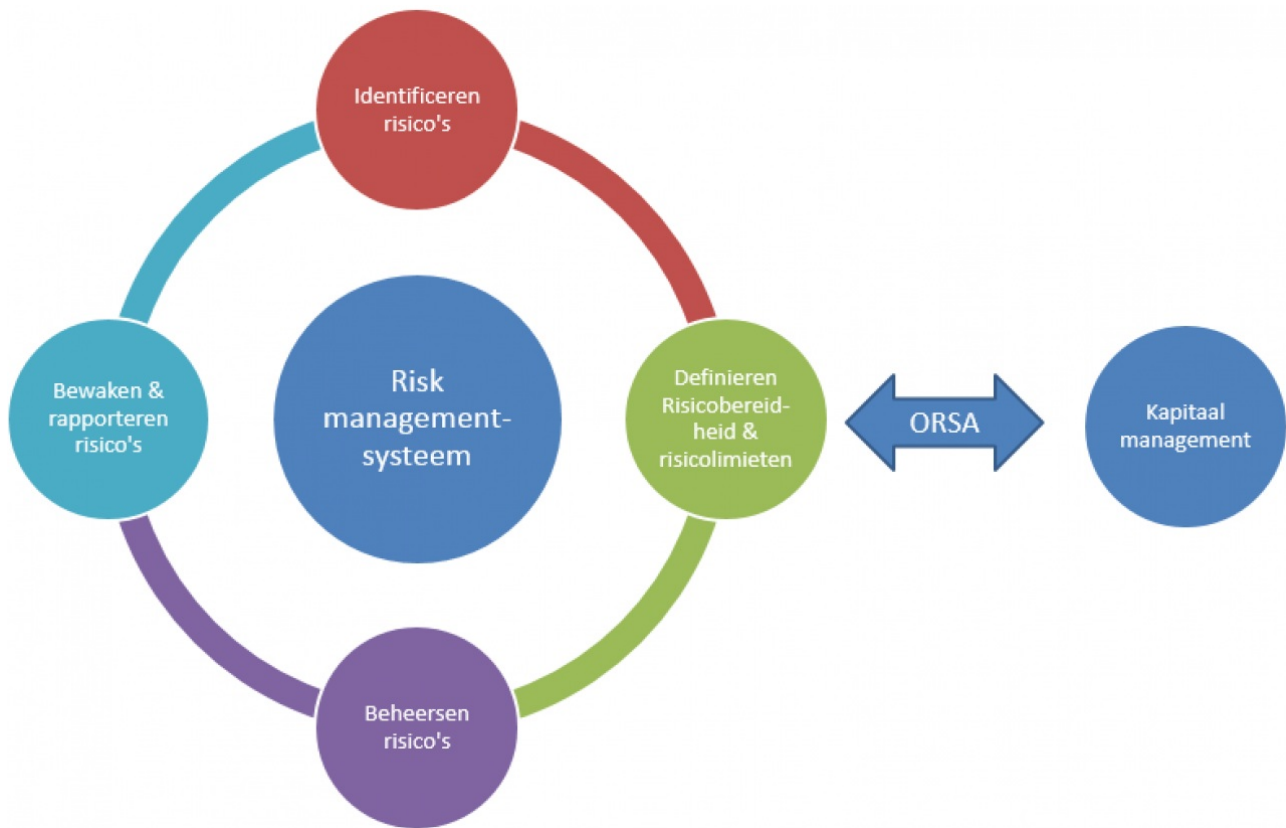 Identificeren
risico's
Bewaken &
rapporteren
risico's
Risk
management-
systeem
Definieren
Risicobereid-
heid &
risicolimieten
ORSA
Kapitaal
management
Beheersen
risico's